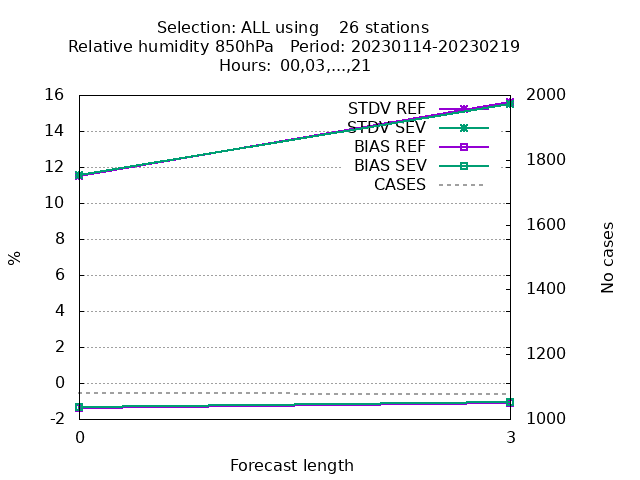 Selection: ALL using    26 stations
Relative humidity 850hPa   Period: 20230114-20230219
Hours:  00,03,...,21
16
14
12
10
8
6
4
2
0
-2
%
STDV REF
STDV SEV
BIAS REF
BIAS SEV
CASES
2000
1800
1600
1400
1200
1000
No cases
0
3
Forecast length